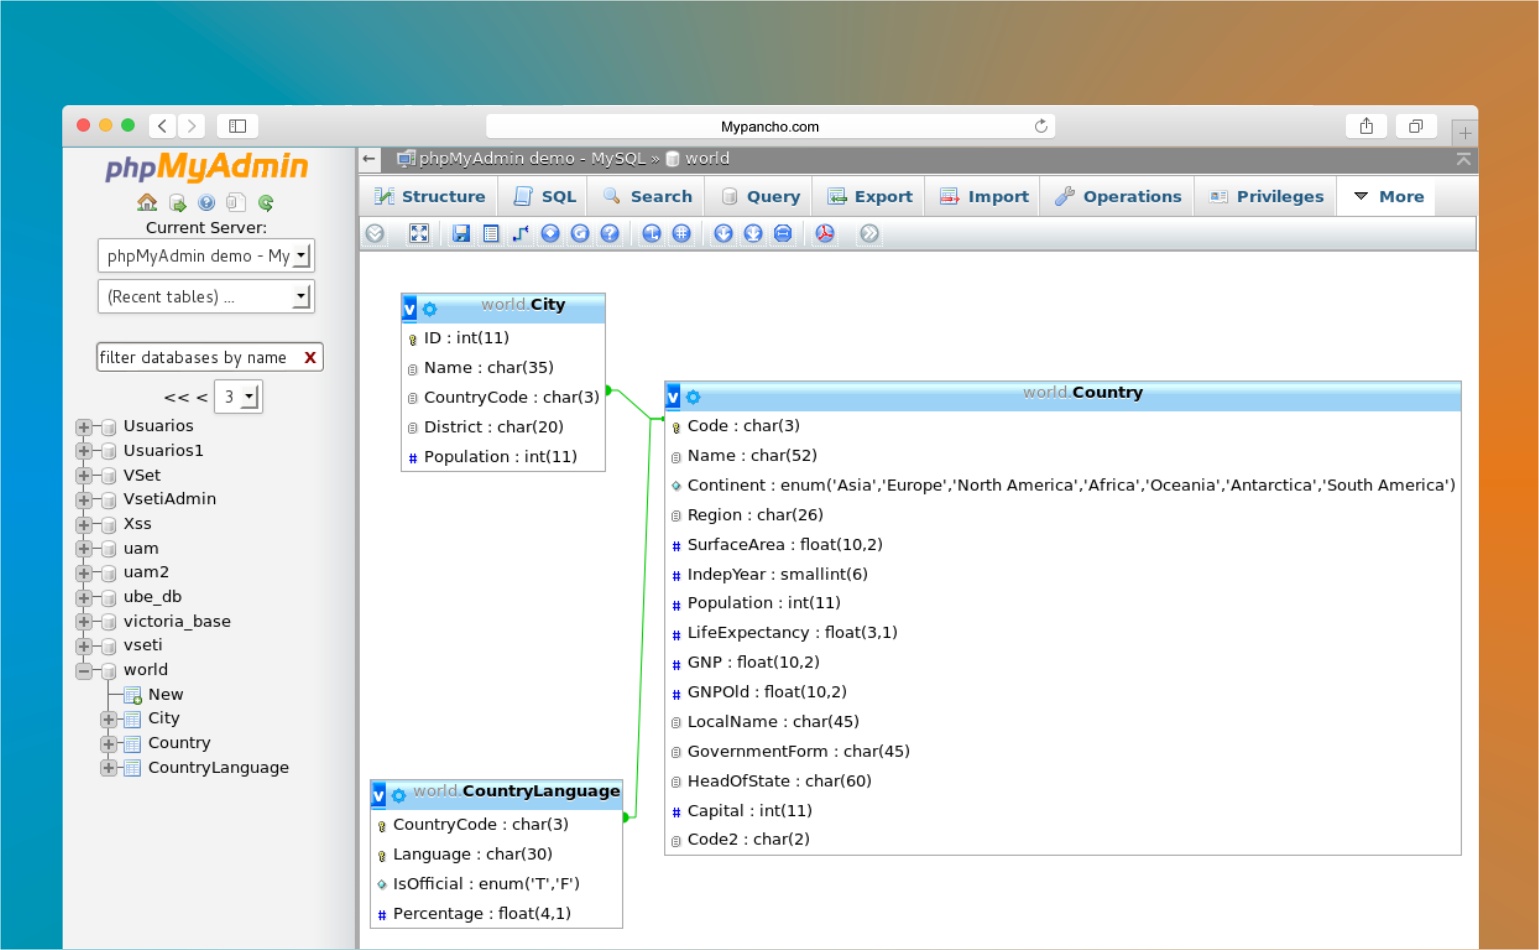 Mypancho.com
phpMyAdmin
Current Server:
phpMyAdmin demo - My
(Recent tables) ...
filter databases by name X
<< < 3
Usuarios
Usuarios1
VSet
VsetiAdmin
Xss
uam
uam2
ube_db
victoria_base
vseti
world
New
City
Country
CountryLanguage
phpMyAdmin demo - MySQL » world
Structure SQL Search Query Export Import Operations Privileges More
v world.City
ID : int(11)
Name : char(35)
CountryCode : char(3)
District : char(20)
# Population : int(11)
v world.Country
Code : char(3)
Name : char(52)
Continent : enum('Asia','Europe','North America','Africa','Oceania','Antarctica','South America')
Region : char(26)
# SurfaceArea : float(10,2)
# IndepYear : smallint(6)
# Population : int(11)
# LifeExpectancy : float(3,1)
# GNP : float(10,2)
# GNPOld : float(10,2)
LocalName : char(45)
GovernmentForm : char(45)
HeadOfState : char(60)
# Capital : int(11)
Code2 : char(2)
v world.CountryLanguage
CountryCode : char(3)
Language : char(30)
IsOfficial : enum('T','F')
# Percentage : float(4,1)